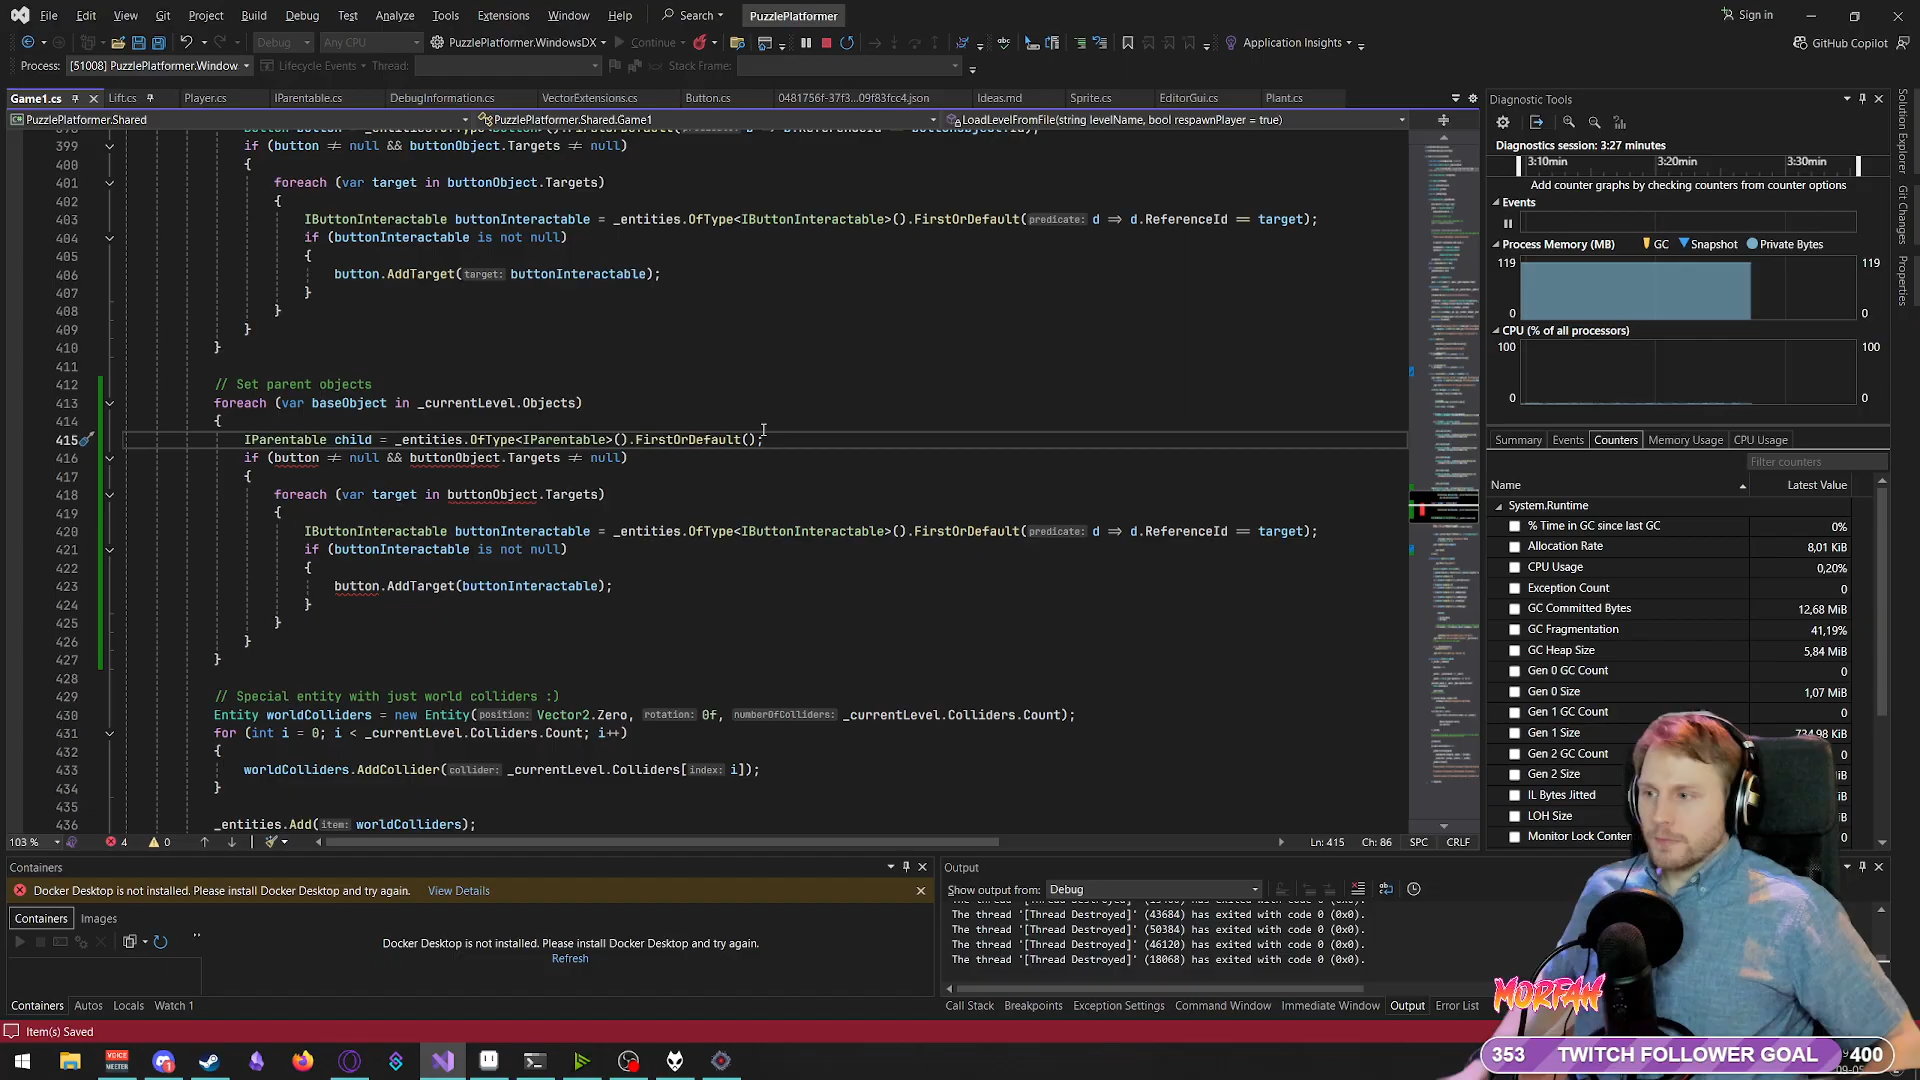 File Edit View Git Project Build Debug Test Analyze Tools Extensions Window Help Search PuzzlePlatformer Sign in
Debug Any CPU PuzzlePlatformer.WindowsDX Continue Application Insights GitHub Copilot
Process: [51008] PuzzlePlatformer.Window Lifecycle Events Thread: Stack Frame:
Game1.cs Lift.cs Player.cs IParentable.cs DebugInformation.cs VectorExtensions.cs Button.cs 0481756f-37f3...09f83fcc4.json Ideas.md Sprite.cs EditorGui.cs Plant.cs
PuzzlePlatformer.Shared PuzzlePlatformer.Shared.Game1 LoadLevelFromFile(string levelName, bool respawnPlayer = true)
399 if (button ≠ null && buttonObject.Targets ≠ null)
400 {
401 foreach (var target in buttonObject.Targets)
402 {
403 IButtonInteractable buttonInteractable = _entities.OfType<IButtonInteractable>().FirstOrDefault(predicate: d ⇒ d.ReferenceId == target);
404 if (buttonInteractable is not null)
405 {
406 button.AddTarget(target: buttonInteractable);
407 }
408 }
409 }
410 }
411
412 // Set parent objects
413 foreach (var baseObject in _currentLevel.Objects)
414 {
415 IParentable child = _entities.OfType<IParentable>().FirstOrDefault();
416 if (button ≠ null && buttonObject.Targets ≠ null)
417 {
418 foreach (var target in buttonObject.Targets)
419 {
420 IButtonInteractable buttonInteractable = _entities.OfType<IButtonInteractable>().FirstOrDefault(predicate: d ⇒ d.ReferenceId == target);
421 if (buttonInteractable is not null)
422 {
423 button.AddTarget(buttonInteractable);
424 }
425 }
426 }
427 }
428
429 // Special entity with just world colliders :)
430 Entity worldColliders = new Entity(position: Vector2.Zero, rotation: 0f, numberOfColliders: _currentLevel.Colliders.Count);
431 for (int i = 0; i < _currentLevel.Colliders.Count; i++)
432 {
433 worldColliders.AddCollider(collider: _currentLevel.Colliders[index: i]);
434 }
435
436 _entities.Add(item: worldColliders);
103 % 4 0 Ln: 415 Ch: 86 SPC CRLF
Diagnostic Tools
Diagnostics session: 3:27 minutes
3:10min 3:20min 3:30min
Add counter graphs by checking counters from counter options
Events
Process Memory (MB) GC Snapshot Private Bytes
119 119
0 0
CPU (% of all processors)
100 100
0 0
Summary Events Counters Memory Usage CPU Usage
Filter counters
Name Latest Value
System.Runtime
% Time in GC since last GC 0%
Allocation Rate 8,01 KiB
CPU Usage 0,20%
Exception Count 0
GC Committed Bytes 12,68 MiB
GC Fragmentation 41,19%
GC Heap Size 5,84 MiB
Gen 0 GC Count 0
Gen 0 Size 1,07 MiB
Gen 1 GC Count 0
Gen 1 Size 734,98 KiB
Gen 2 GC Count 0
Gen 2 Size
IL Bytes Jitted
LOH Size
Monitor Lock Conten
Solution Explorer
Git Changes
Properties
Containers
Docker Desktop is not installed. Please install Docker Desktop and try again. View Details
Containers Images
Docker Desktop is not installed. Please install Docker Desktop and try again.
Refresh
Containers Autos Locals Watch 1
Output
Show output from: Debug
The thread '[Thread Destroyed]' (43684) has exited with code 0 (0x0).
The thread '[Thread Destroyed]' (50384) has exited with code 0 (0x0).
The thread '[Thread Destroyed]' (46120) has exited with code 0 (0x0).
The thread '[Thread Destroyed]' (18068) has exited with code 0 (0x0).
Call Stack Breakpoints Exception Settings Command Window Immediate Window Output Error List
Item(s) Saved
MORFAH
353 TWITCH FOLLOWER GOAL 400